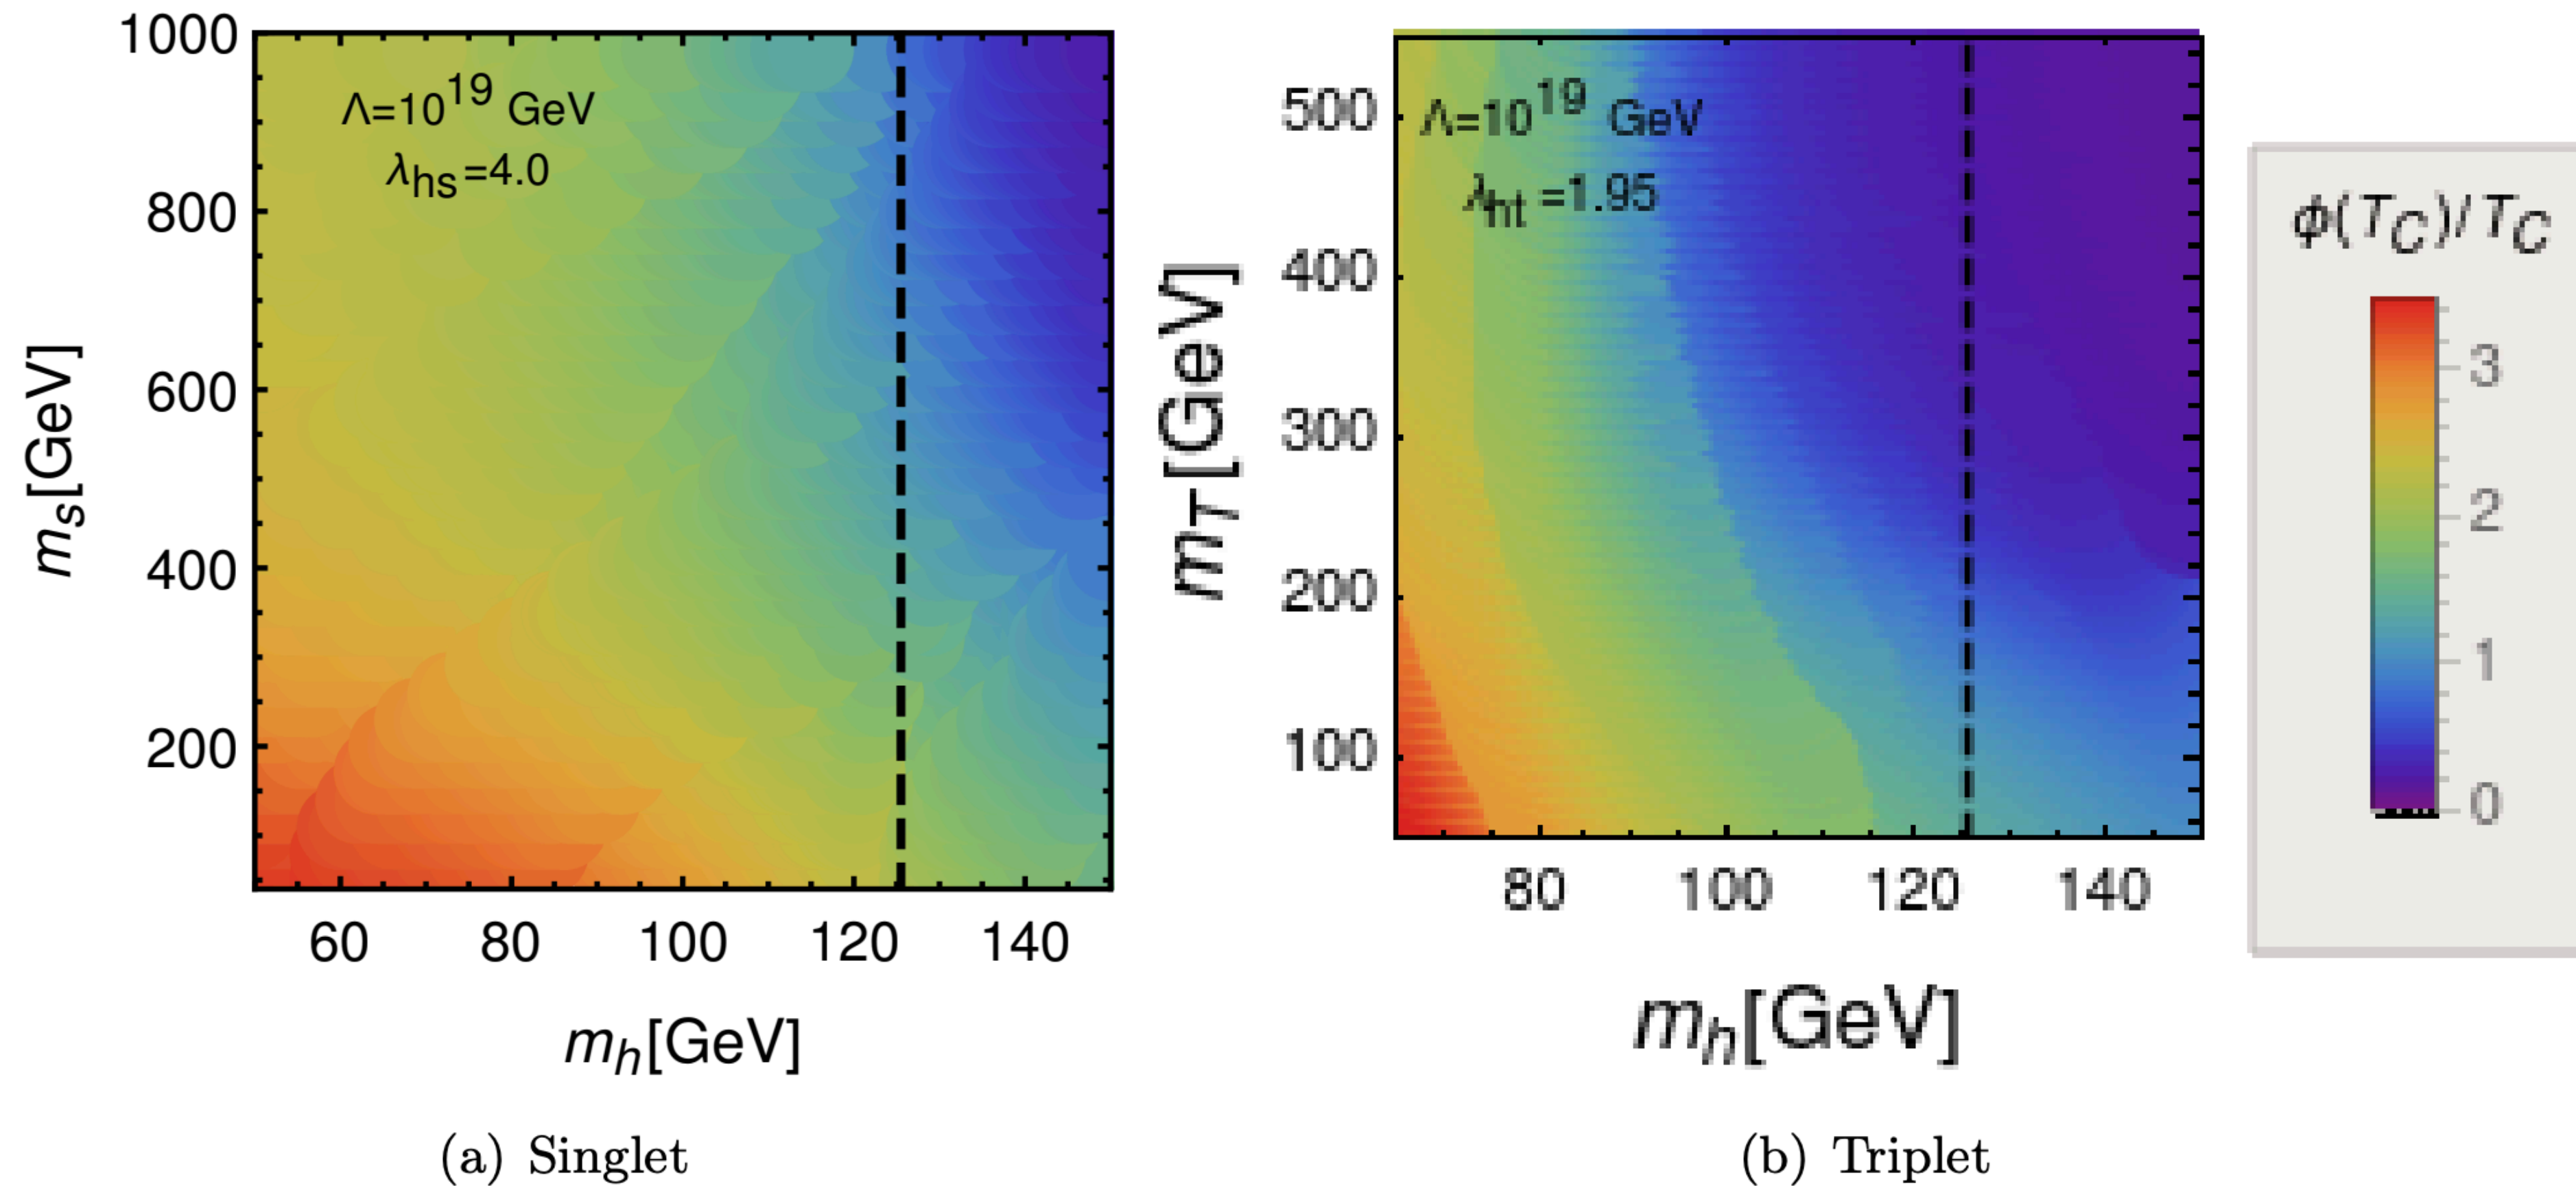 1000
800
600
400
200
m_s[GeV]
Λ=10^19 GeV
λ_hs=4.0
60 80 100 120 140
m_h[GeV]
(a) Singlet
500
400
300
200
100
m_T[GeV]
Λ=10^19 GeV
λ_ht=1.95
80 100 120 140
m_h[GeV]
(b) Triplet
ϕ(T_C)/T_C
3
2
1
0